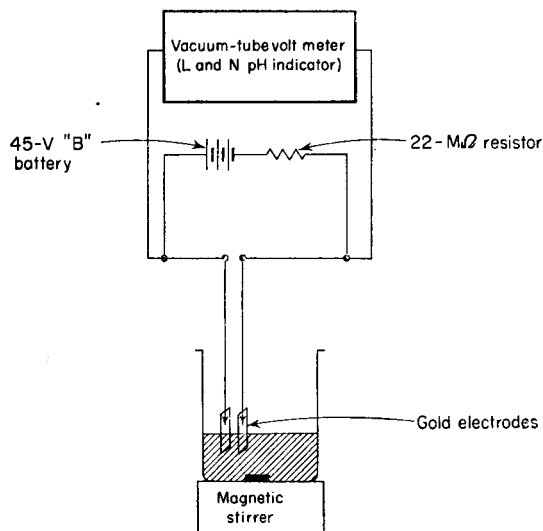 Vacuum-tube volt meter
(L and N pH indicator)
45-V "B"
battery
22-MΩ resistor
Gold electrodes
Magnetic
stirrer